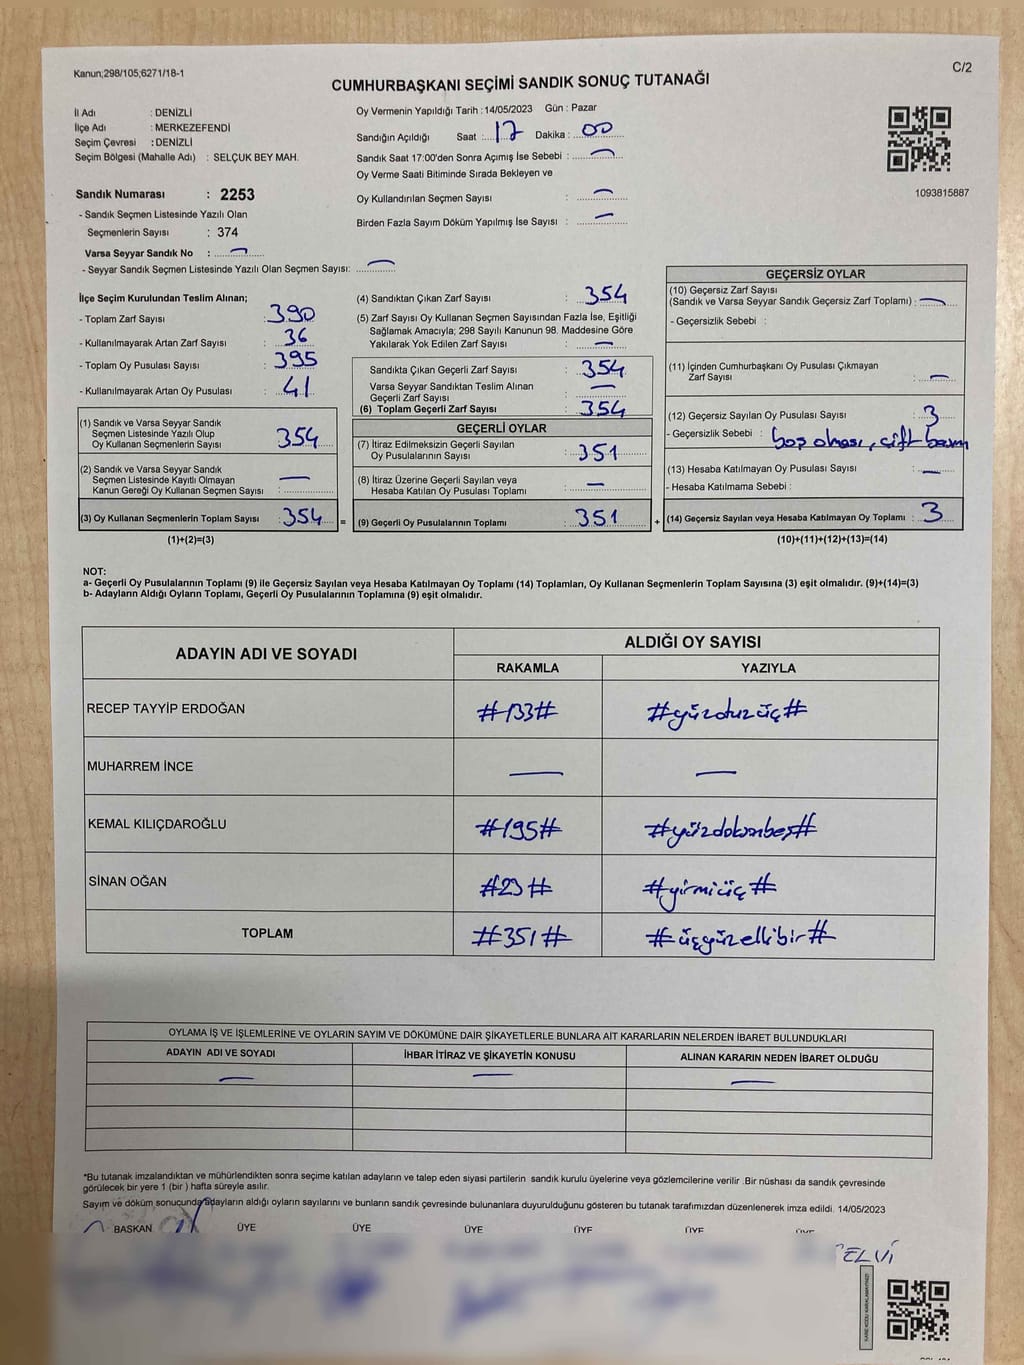 Kanun;298/105;6271/18-1
C/2
CUMHURBAŞKANI SEÇİMİ SANDIK SONUÇ TUTANAĞI
İl Adı : DENİZLİ
İlçe Adı : MERKEZEFENDİ
Seçim Çevresi : DENİZLİ
Seçim Bölgesi (Mahalle Adı) : SELÇUK BEY MAH.
Oy Vermenin Yapıldığı Tarih : 14/05/2023 Gün : Pazar
Sandığın Açıldığı Saat : 17 Dakika : 00
Sandık Saat 17:00'den Sonra Açımış İse Sebebi : —
Oy Verme Saati Bitiminde Sırada Bekleyen ve
Oy Kullandırılan Seçmen Sayısı : —
Birden Fazla Sayım Döküm Yapılmış İse Sayısı : —
1093815887
Sandık Numarası : 2253
- Sandık Seçmen Listesinde Yazılı Olan
Seçmenlerin Sayısı : 374
Varsa Seyyar Sandık No : —
- Seyyar Sandık Seçmen Listesinde Yazılı Olan Seçmen Sayısı: —
İlçe Seçim Kurulundan Teslim Alınan;
- Toplam Zarf Sayısı : 390
- Kullanılmayarak Artan Zarf Sayısı : 36
- Toplam Oy Pusulası Sayısı : 395
- Kullanılmayarak Artan Oy Pusulası : 41
(1) Sandık ve Varsa Seyyar Sandık
Seçmen Listesinde Yazılı Olup
Oy Kullanan Seçmenlerin Sayısı 354
(2) Sandık ve Varsa Seyyar Sandık
Seçmen Listesinde Kayıtlı Olmayan
Kanun Gereği Oy Kullanan Seçmen Sayısı : —
(3) Oy Kullanan Seçmenlerin Toplam Sayısı : 354 =
(1)+(2)=(3)
(4) Sandıktan Çıkan Zarf Sayısı : 354
(5) Zarf Sayısı Oy Kullanan Seçmen Sayısından Fazla İse, Eşitliği
Sağlamak Amacıyla; 298 Sayılı Kanunun 98. Maddesine Göre
Yakılarak Yok Edilen Zarf Sayısı : —
Sandıkta Çıkan Geçerli Zarf Sayısı : 354
Varsa Seyyar Sandıktan Teslim Alınan
Geçerli Zarf Sayısı : —
(6) Toplam Geçerli Zarf Sayısı : 354
GEÇERLİ OYLAR
(7) İtiraz Edilmeksizin Geçerli Sayılan
Oy Pusulalarının Sayısı : 351
(8) İtiraz Üzerine Geçerli Sayılan veya
Hesaba Katılan Oy Pusulası Toplamı : —
(9) Geçerli Oy Pusulalarının Toplamı : 351 +
GEÇERSİZ OYLAR
(10) Geçersiz Zarf Sayısı
(Sandık ve Varsa Seyyar Sandık Geçersiz Zarf Toplamı) : —
- Geçersizlik Sebebi :
(11) İçinden Cumhurbaşkanı Oy Pusulası Çıkmayan
Zarf Sayısı : —
(12) Geçersiz Sayılan Oy Pusulası Sayısı : 3
- Geçersizlik Sebebi : boş olması, çift basım
(13) Hesaba Katılmayan Oy Pusulası Sayısı : —
- Hesaba Katılmama Sebebi :
(14) Geçersiz Sayılan veya Hesaba Katılmayan Oy Toplamı : 3
(10)+(11)+(12)+(13)=(14)
NOT:
a- Geçerli Oy Pusulalarının Toplamı (9) ile Geçersiz Sayılan veya Hesaba Katılmayan Oy Toplamı (14) Toplamları, Oy Kullanan Seçmenlerin Toplam Sayısına (3) eşit olmalıdır. (9)+(14)=(3)
b- Adayların Aldığı Oyların Toplamı, Geçerli Oy Pusulalarının Toplamına (9) eşit olmalıdır.
ADAYIN ADI VE SOYADI ALDIĞI OY SAYISI
RAKAMLA YAZIYLA
RECEP TAYYİP ERDOĞAN #133# #yüzotuzüç#
MUHARREM İNCE — —
KEMAL KILIÇDAROĞLU #195# #yüzdoksanbeş#
SİNAN OĞAN #23# #yirmiüç#
TOPLAM #351# #üçyüzellibir#
OYLAMA İŞ VE İŞLEMLERİNE VE OYLARIN SAYIM VE DÖKÜMÜNE DAİR ŞİKAYETLERLE BUNLARA AİT KARARLARIN NELERDEN İBARET BULUNDUKLARI
ADAYIN ADI VE SOYADI İHBAR İTİRAZ VE ŞİKAYETİN KONUSU ALINAN KARARIN NEDEN İBARET OLDUĞU
— — —
*Bu tutanak imzalandıktan ve mühürlendikten sonra seçime katılan adayların ve talep eden siyasi partilerin sandık kurulu üyelerine veya gözlemcilerine verilir .Bir nüshası da sandık çevresinde
görülecek bir yere 1 (bir ) hafta süreyle asılır.
Sayım ve döküm sonucunda adayların aldığı oyların sayılarını ve bunların sandık çevresinde bulunanlara duyurulduğunu gösteren bu tutanak tarafımızdan düzenlenerek imza edildi. 14/05/2023
BAŞKAN ÜYE ÜYE ÜYE ÜYE ÜYE ÜYE
ELVİ